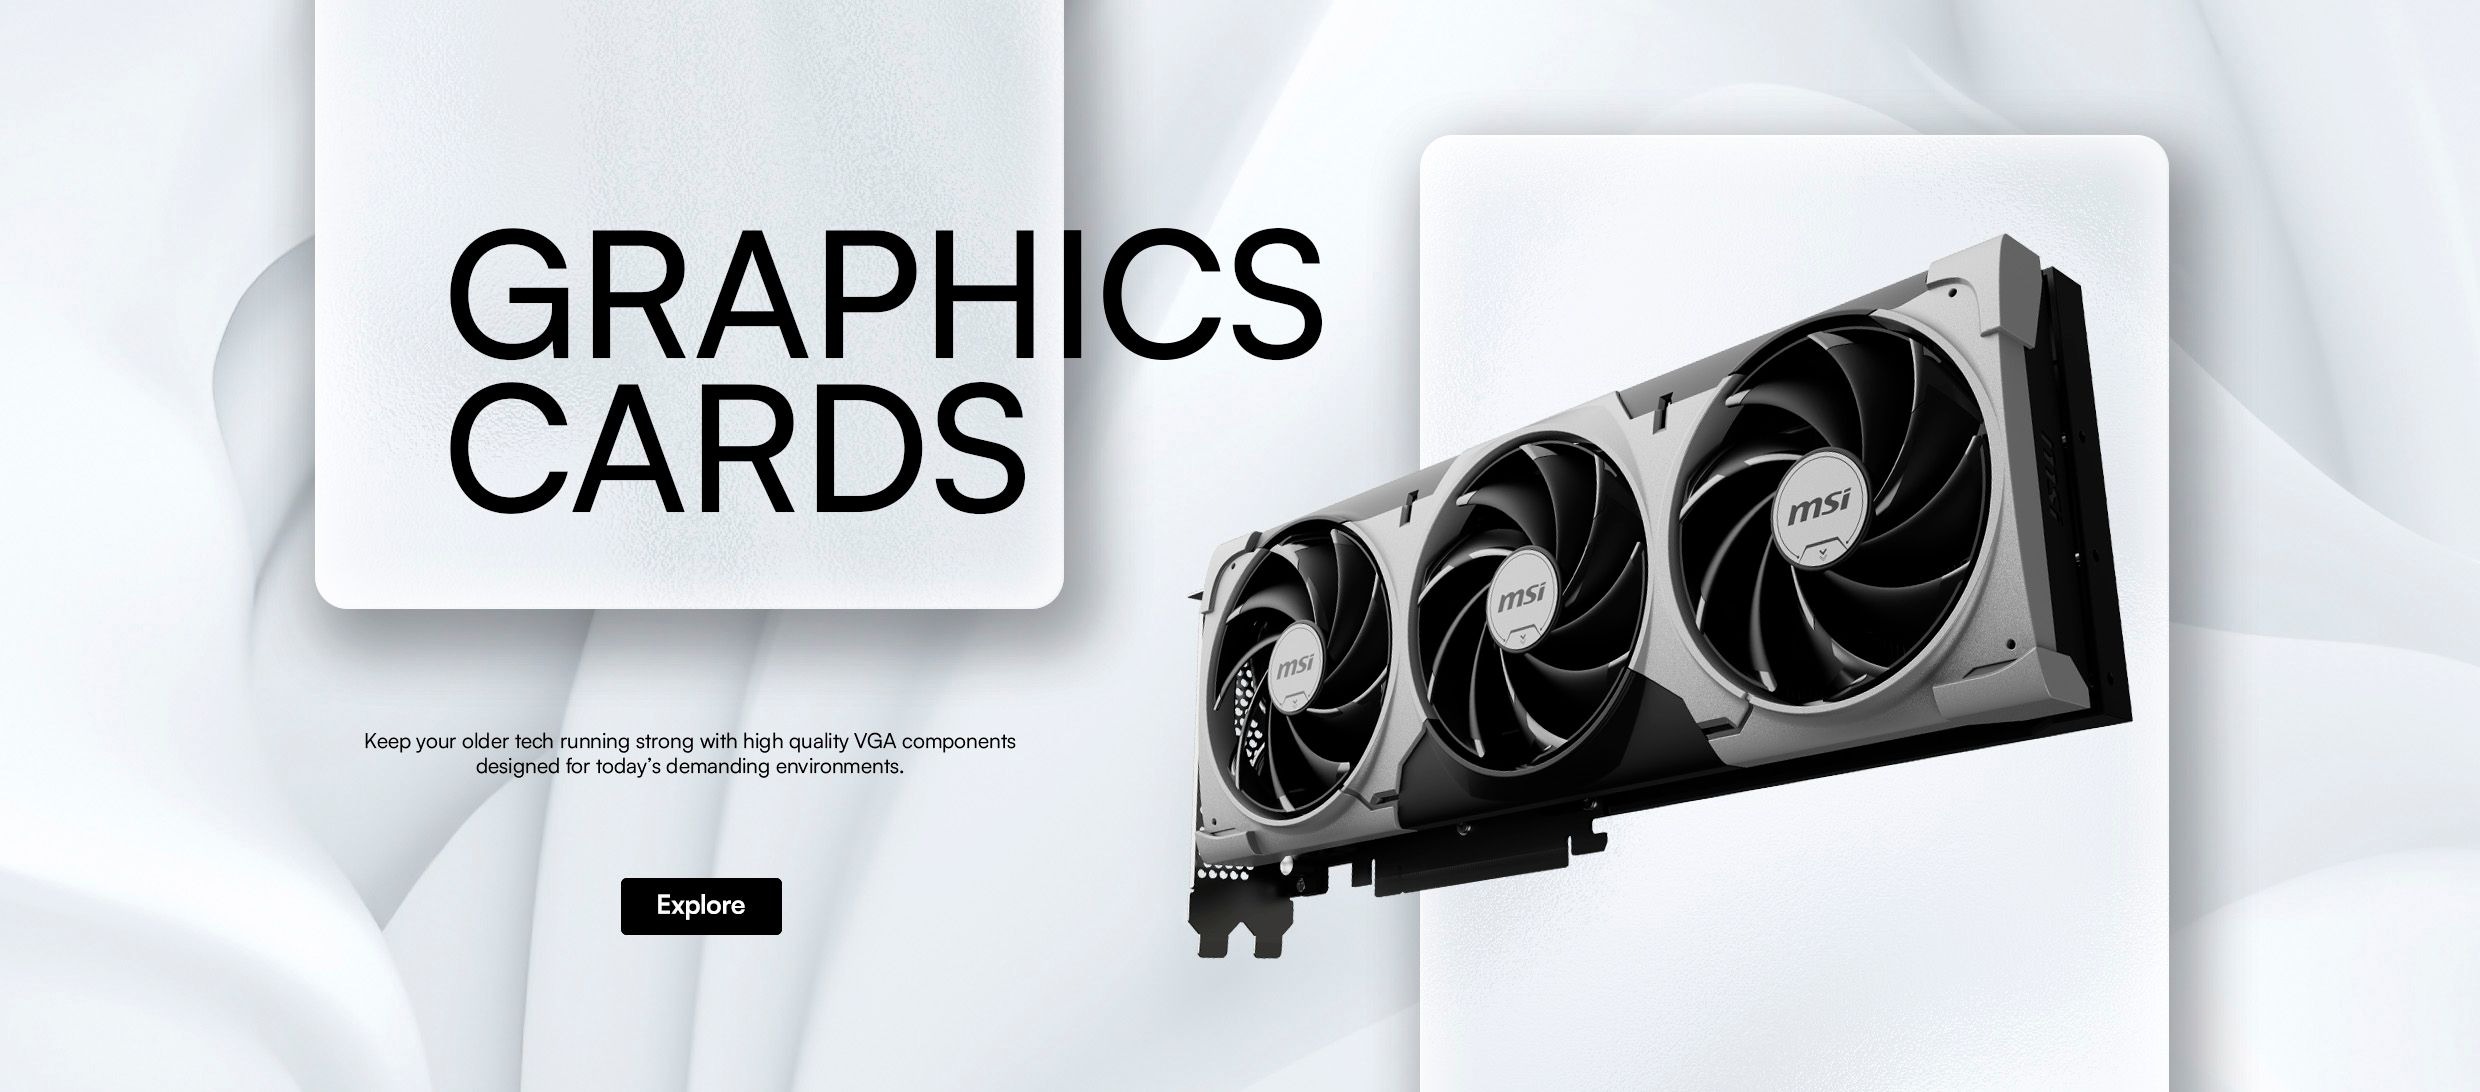 GRAPHICS
CARDS
Keep your older tech running strong with high quality VGA components
designed for today’s demanding environments.
Explore
msi
msi
msi
msi